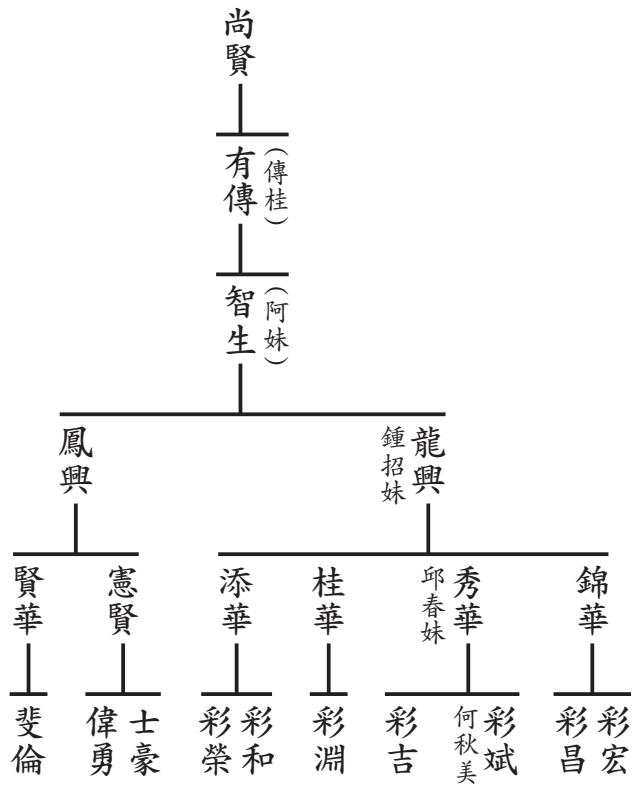 尚賢
有傳
(傳桂)
智生
(阿妹)
龍興
鍾招妹
鳳興
錦華
秀華
邱春妹
桂華
添華
憲賢
賢華
彩宏
彩昌
彩斌
何秋美
彩吉
彩淵
彩和
彩榮
士豪
偉勇
斐倫